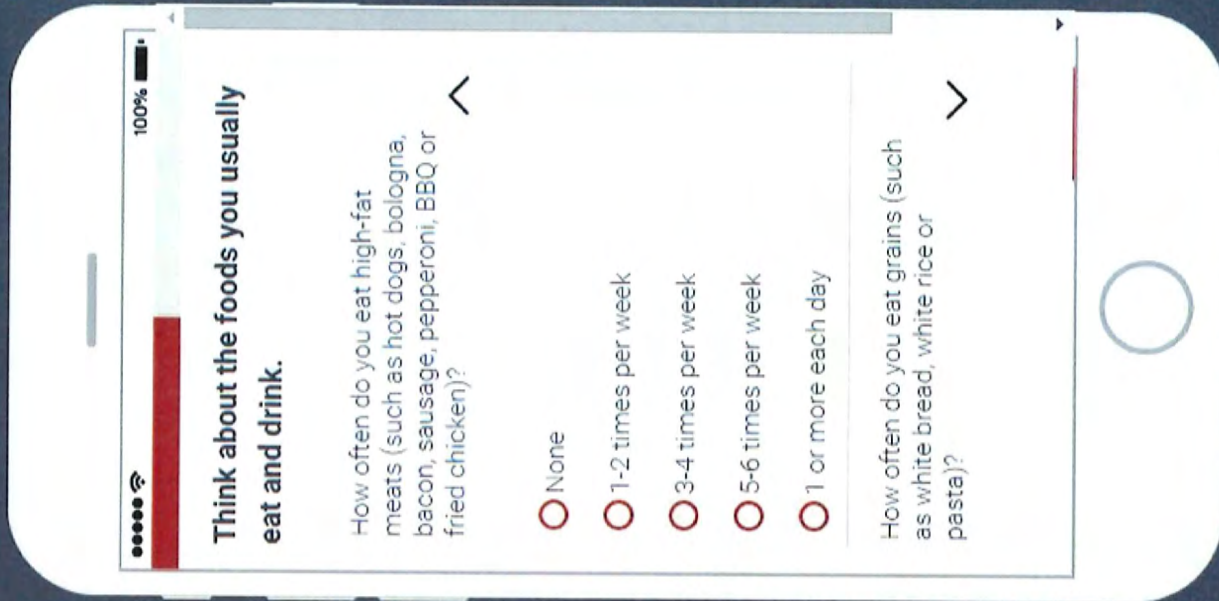 100%
Think about the foods you usually
eat and drink.
How often do you eat high-fat
meats (such as hot dogs, bologna,
bacon, sausage, pepperoni, BBQ or
fried chicken)?
None
1-2 times per week
3-4 times per week
5-6 times per week
1 or more each day
How often do you eat grains (such
as white bread, white rice or
pasta)?